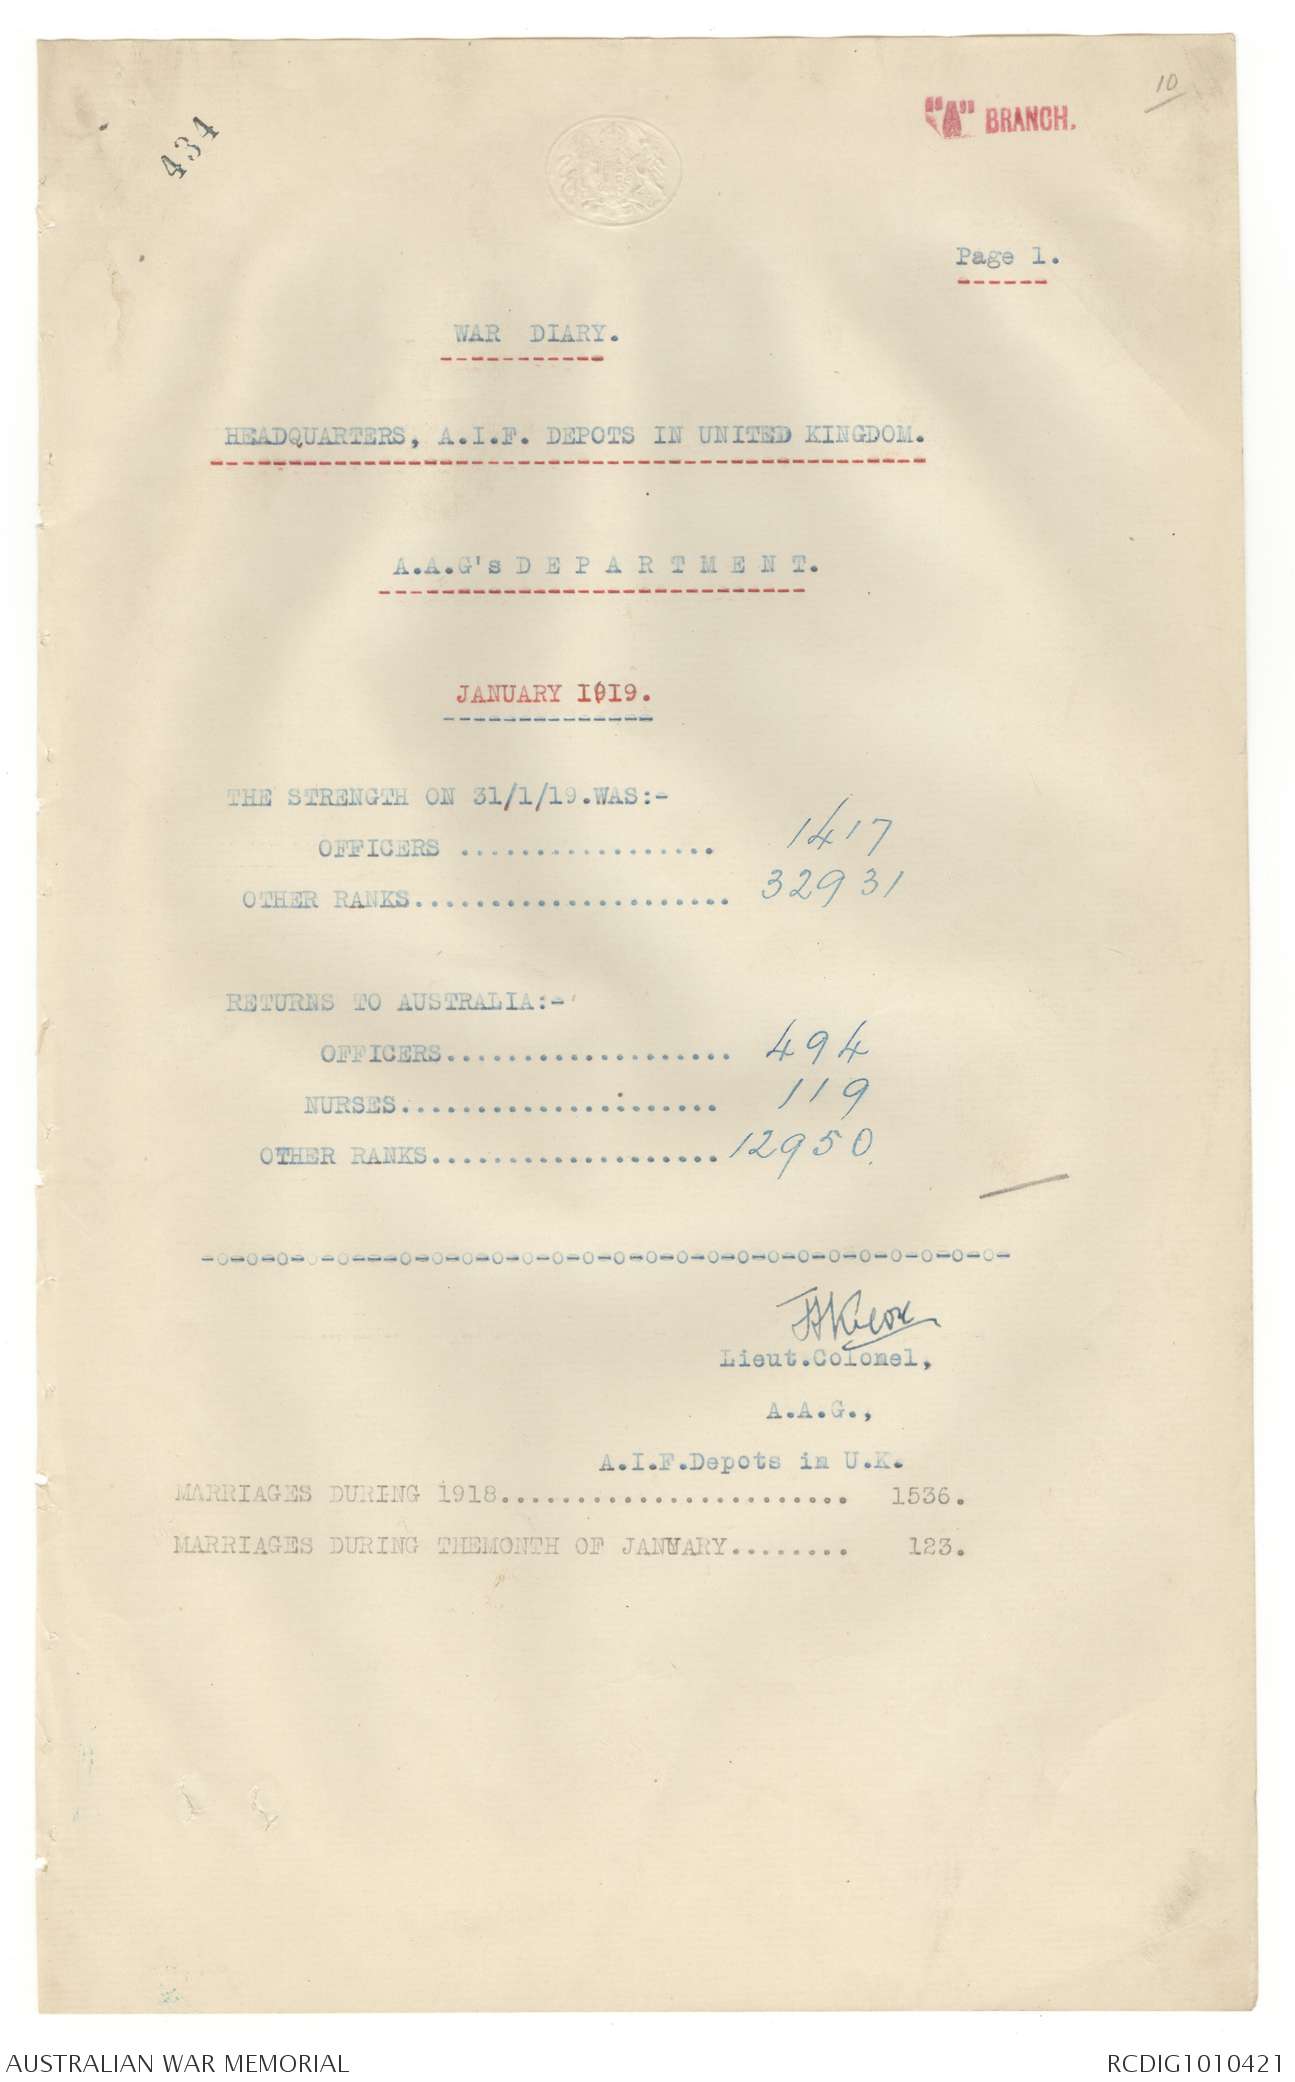 10
434
"A" BRANCH.
Page 1.
WAR DIARY.
HEADQUARTERS, A.I.F. DEPOTS IN UNITED KINGDOM.
A.A.G's D E P A R T M E N T.
JANUARY 1919.
THE STRENGTH ON 31/1/19.WAS:-
OFFICERS ................. 1417
OTHER RANKS..................... 32931
RETURNS TO AUSTRALIA:-
OFFICERS................... 494
NURSES..................... 119
OTHER RANKS................... 12950.
-o-o-o-o-o---o-o-o-o-o-o-o-o-o-o-o-o-o-o-o-o-o-o-o-o-
Lieut.Colonel,
A.A.G.,
A.I.F.Depots in U.K.
MARRIAGES DURING 1918....................... 1536.
MARRIAGES DURING THEMONTH OF JANUARY........ 123.
AUSTRALIAN WAR MEMORIAL
RCDIG1010421